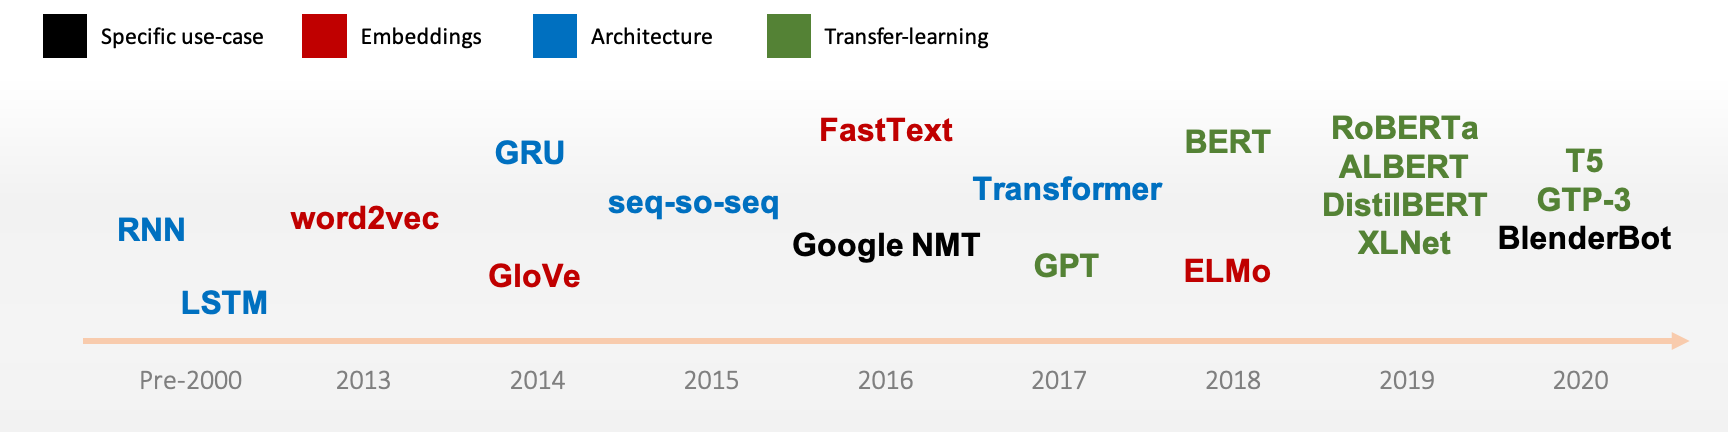 Specific use-case
Embeddings
Architecture
Transfer-learning
RNN
LSTM
word2vec
GRU
GloVe
seq-so-seq
FastText
Google NMT
Transformer
GPT
BERT
ELMo
RoBERTa
ALBERT
DistilBERT
XLNet
T5
GTP-3
BlenderBot
Pre-2000
2013
2014
2015
2016
2017
2018
2019
2020